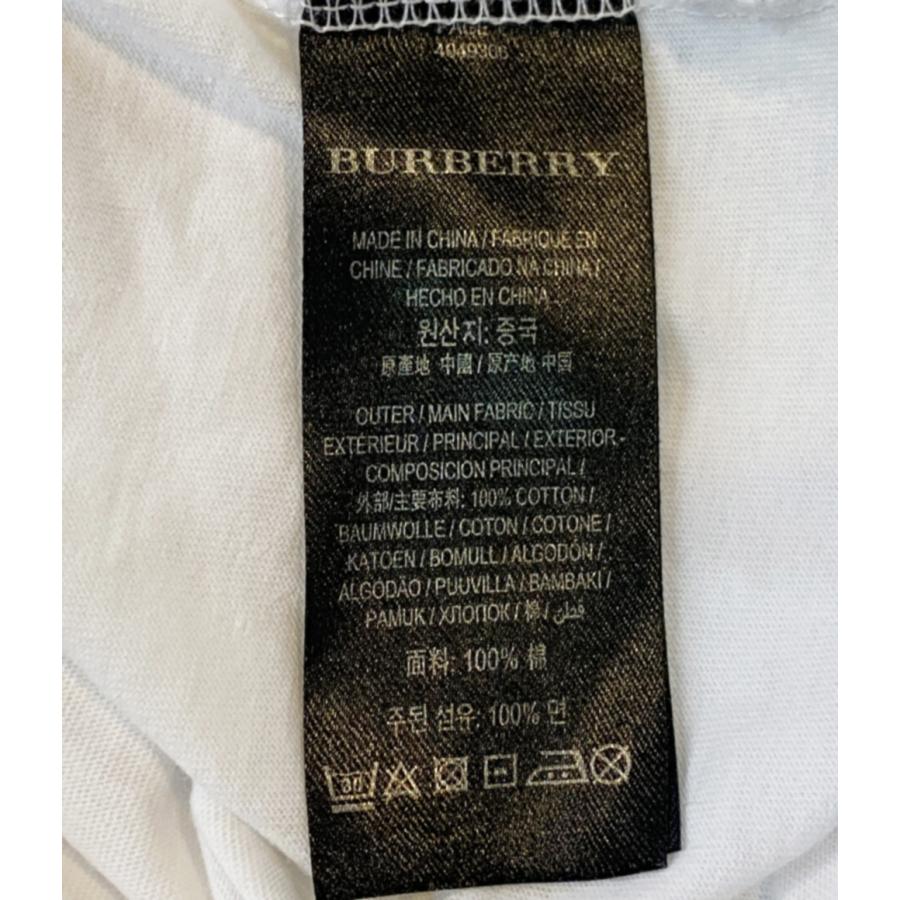 4049306
BURBERRY
MADE IN CHINA / FABRIQUÉ EN
CHINE / FABRICADO NA CHINA /
HECHO EN CHINA
원산지: 중국
原產地 中國 / 原产地 中国
OUTER / MAIN FABRIC / TISSU
EXTÉRIEUR / PRINCIPAL / EXTERIOR -
COMPOSICIÓN PRINCIPAL /
外部/主要布料: 100% COTTON /
BAUMWOLLE / COTON / COTONE /
KATOEN / BOMULL / ALGODÓN /
ALGODÃO / PUUVILLA / BAMBAKI /
PAMUK / ХЛОПОК / 棉 / قطن
面料: 100% 棉
주된 섬유: 100% 면
30